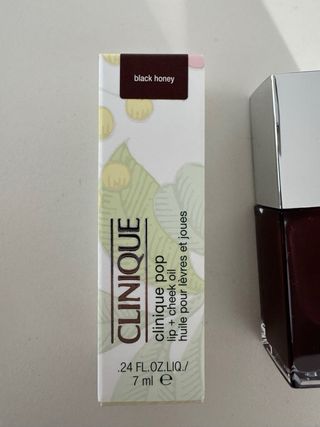 black honey
CLINIQUE
clinique pop
lip + cheek oil
huile pour lèvres et joues
.24 FL.OZ.LIQ./
7 ml ℮